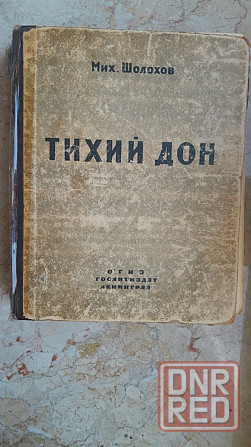 Мих. Шолохов
ТИХИЙ ДОН
ОГИЗ
ГОСЛИТИЗДАТ
ЛЕНИНГРАД
DNR
RED